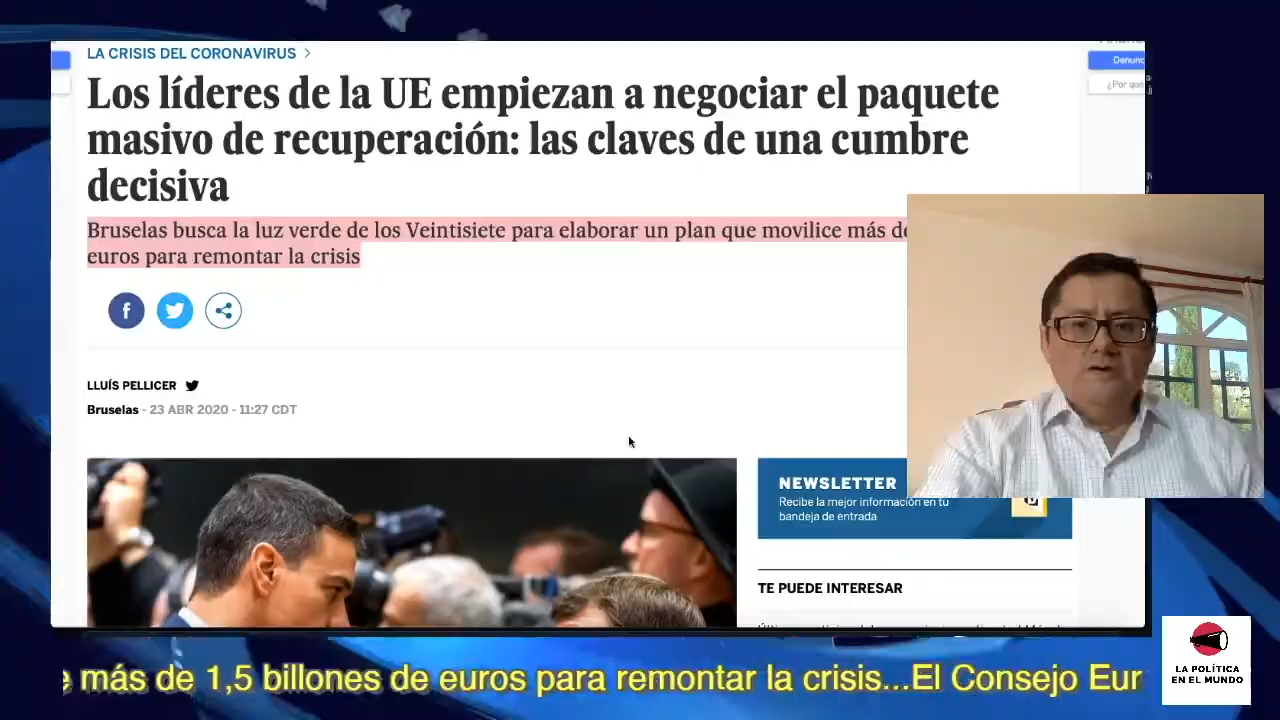 LA CRISIS DEL CORONAVIRUS >
Los líderes de la UE empiezan a negociar el paquete
masivo de recuperación: las claves de una cumbre
decisiva
Bruselas busca la luz verde de los Veintisiete para elaborar un plan que movilice más de
euros para remontar la crisis
LLUÍS PELLICER
Bruselas - 23 ABR 2020 - 11:27 CDT
NEWSLETTER
Recibe la mejor información en tu
bandeja de entrada
TE PUEDE INTERESAR
Denunc
¿Por qué
más de 1,5 billones de euros para remontar la crisis...El Consejo Eur
LA POLÍTICA
EN EL MUNDO